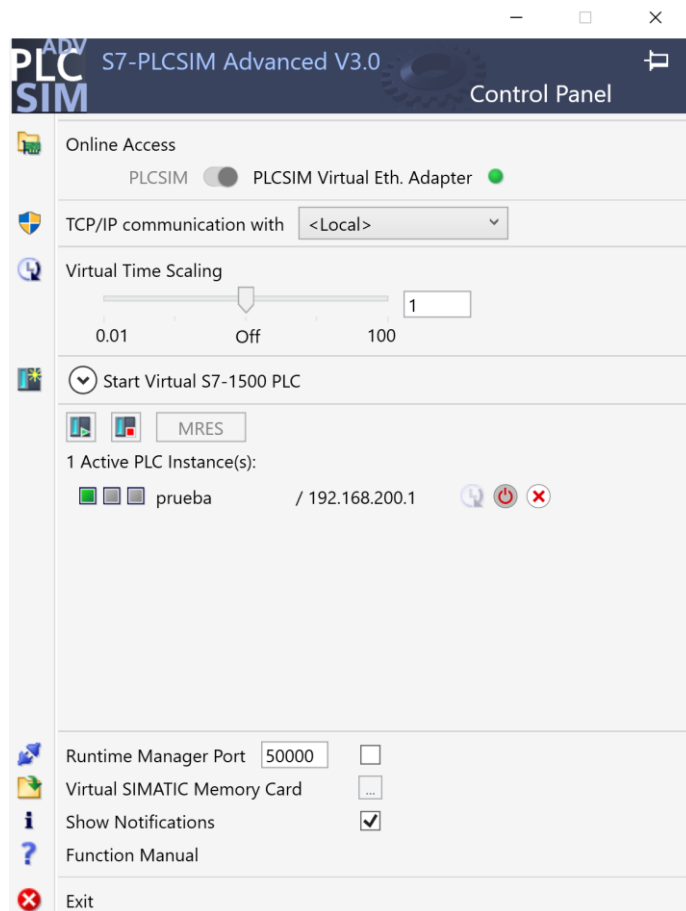 ADV
PLC
SIM
S7-PLCSIM Advanced V3.0
Control Panel
Online Access
PLCSIM PLCSIM Virtual Eth. Adapter
TCP/IP communication with <Local>
Virtual Time Scaling
1
0.01 Off 100
Start Virtual S7-1500 PLC
MRES
1 Active PLC Instance(s):
prueba / 192.168.200.1
Runtime Manager Port 50000
Virtual SIMATIC Memory Card ...
Show Notifications
Function Manual
Exit